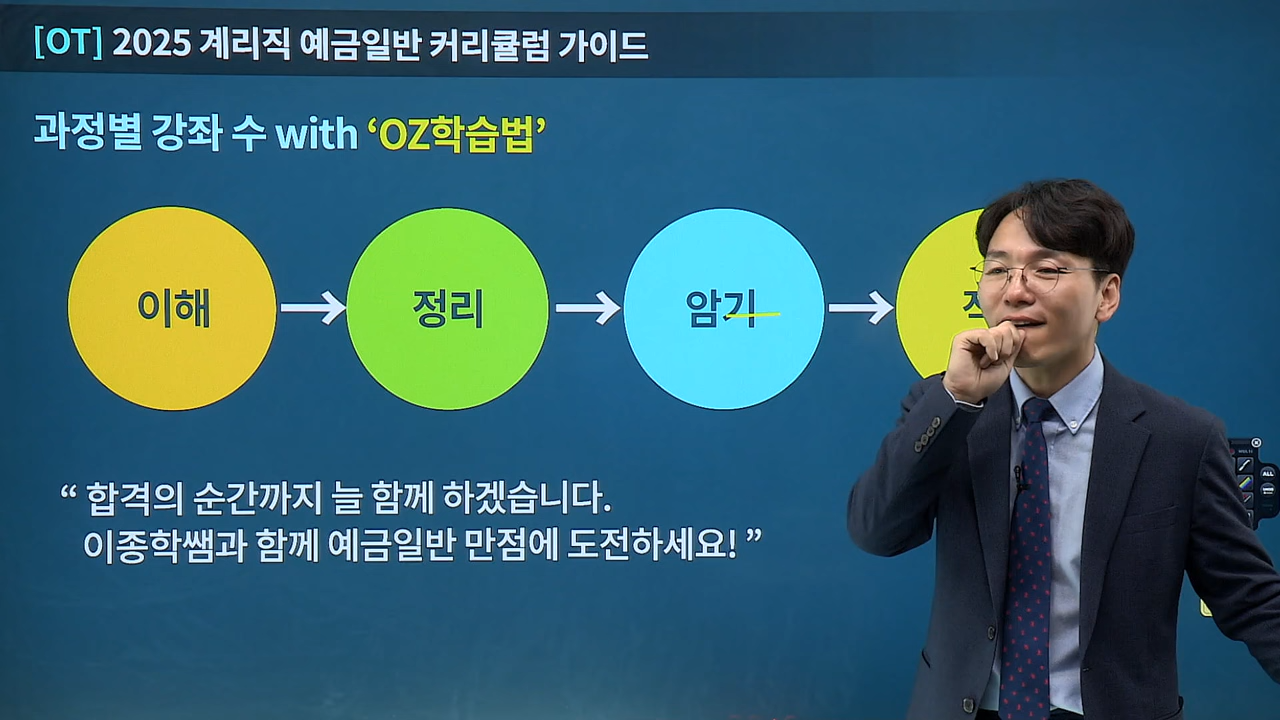 [OT] 2025 계리직 예금일반 커리큘럼 가이드
과정별 강좌 수 with ‘OZ학습법’
이해 → 정리 → 암기 →
“ 합격의 순간까지 늘 함께 하겠습니다.
이종학쌤과 함께 예금일반 만점에 도전하세요! ”
ALL